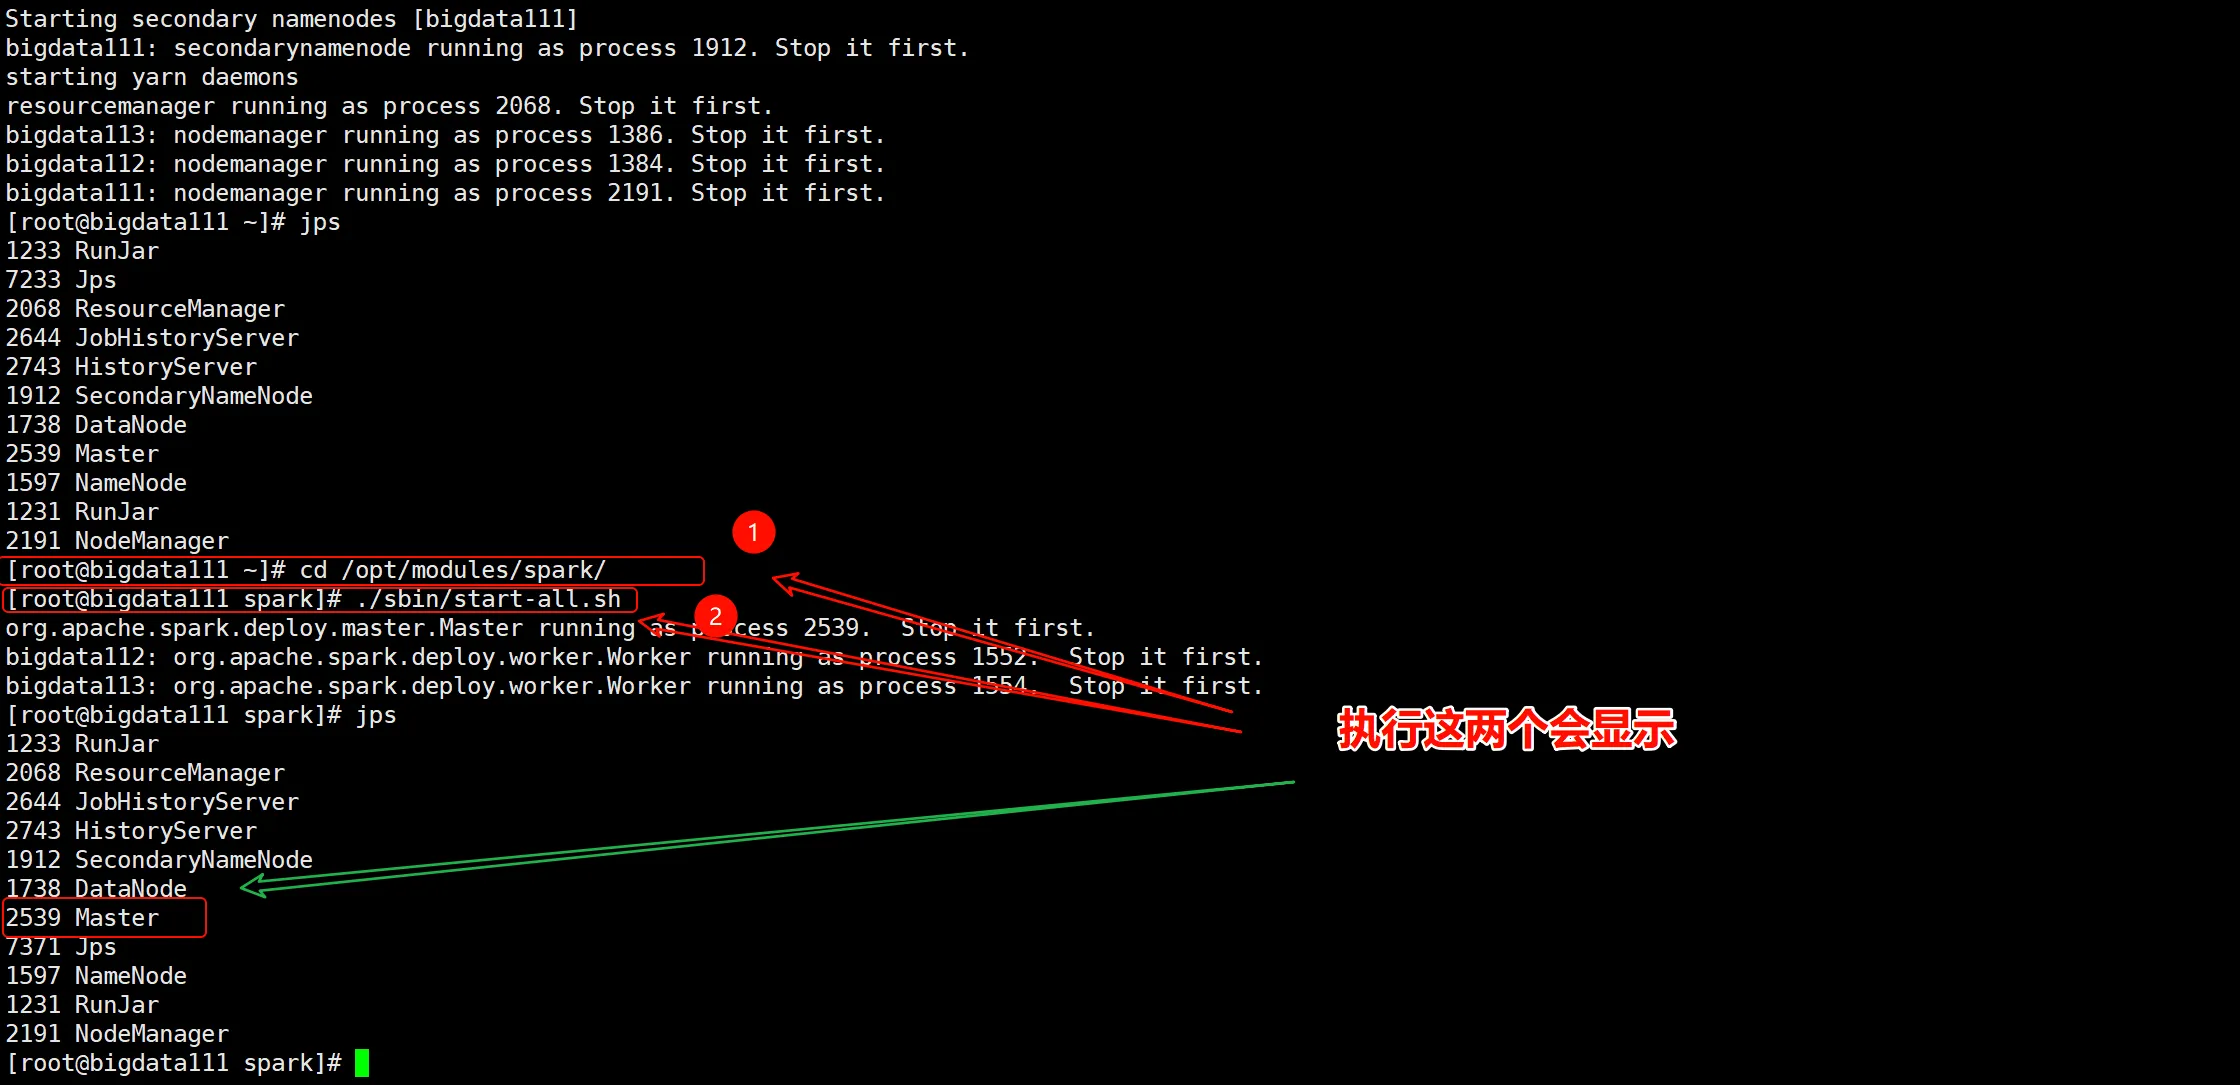 Starting secondary namenodes [bigdata111]
bigdata111: secondarynamenode running as process 1912. Stop it first.
starting yarn daemons
resourcemanager running as process 2068. Stop it first.
bigdata113: nodemanager running as process 1386. Stop it first.
bigdata112: nodemanager running as process 1384. Stop it first.
bigdata111: nodemanager running as process 2191. Stop it first.
[root@bigdata111 ~]# jps
1233 RunJar
7233 Jps
2068 ResourceManager
2644 JobHistoryServer
2743 HistoryServer
1912 SecondaryNameNode
1738 DataNode
2539 Master
1597 NameNode
1231 RunJar
2191 NodeManager
1
[root@bigdata111 ~]# cd /opt/modules/spark/
[root@bigdata111 spark]# ./sbin/start-all.sh
2
org.apache.spark.deploy.master.Master running as process 2539.  Stop it first.
bigdata112: org.apache.spark.deploy.worker.Worker running as process 1552.  Stop it first.
bigdata113: org.apache.spark.deploy.worker.Worker running as process 1554.  Stop it first.
[root@bigdata111 spark]# jps
执行这两个会显示
1233 RunJar
2068 ResourceManager
2644 JobHistoryServer
2743 HistoryServer
1912 SecondaryNameNode
1738 DataNode
2539 Master
7371 Jps
1597 NameNode
1231 RunJar
2191 NodeManager
[root@bigdata111 spark]#